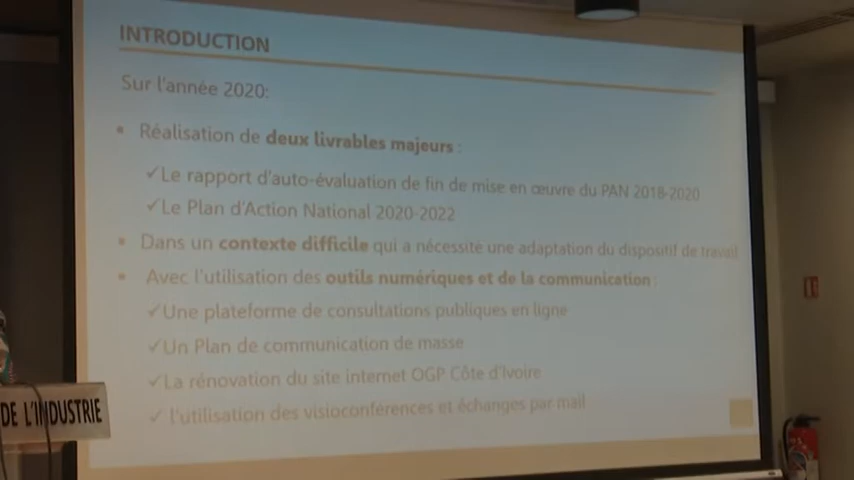 INTRODUCTION
Sur l'année 2020:
▪ Réalisation de deux livrables majeurs :
✓Le rapport d'auto-évaluation de fin de mise en œuvre du PAN 2018-2020
✓Le Plan d'Action National 2020-2022
▪ Dans un contexte difficile qui a nécessité une adaptation du dispositif de travail
▪ Avec l'utilisation des outils numériques et de la communication :
✓Une plateforme de consultations publiques en ligne
✓Un Plan de communication de masse
✓La rénovation du site internet OGP Côte d'Ivoire
✓ l'utilisation des visioconférences et échanges par mail
DE L'INDUSTRIE